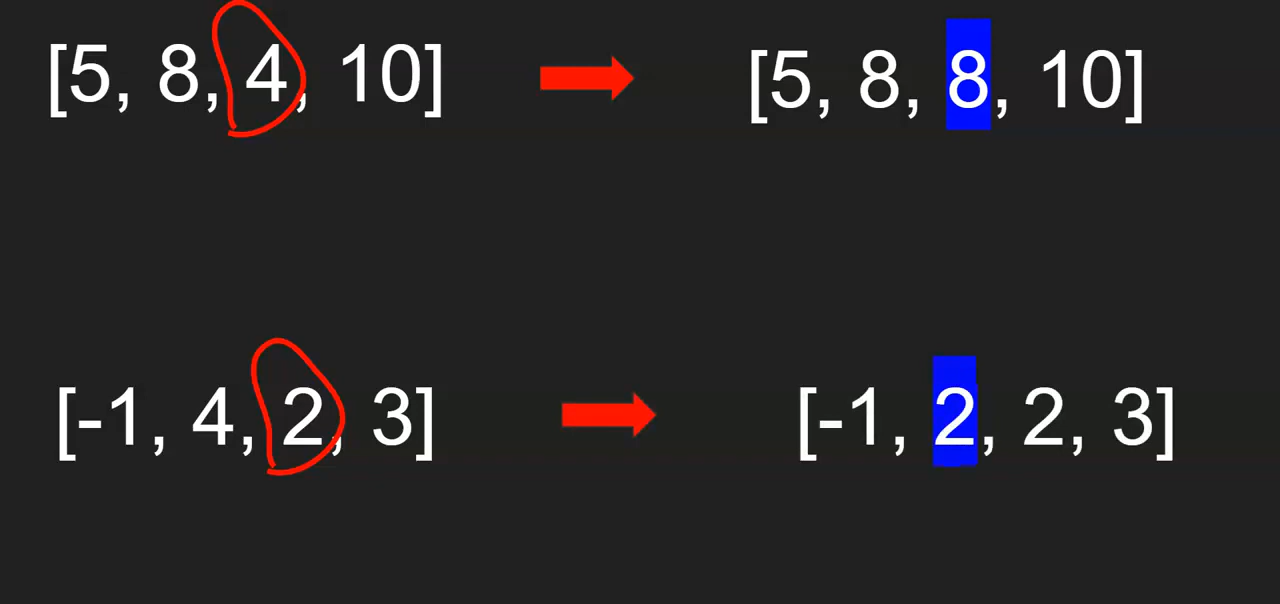 [5, 8, 4, 10] [5, 8, 8, 10]
[-1, 4, 2, 3] [-1, 2, 2, 3]